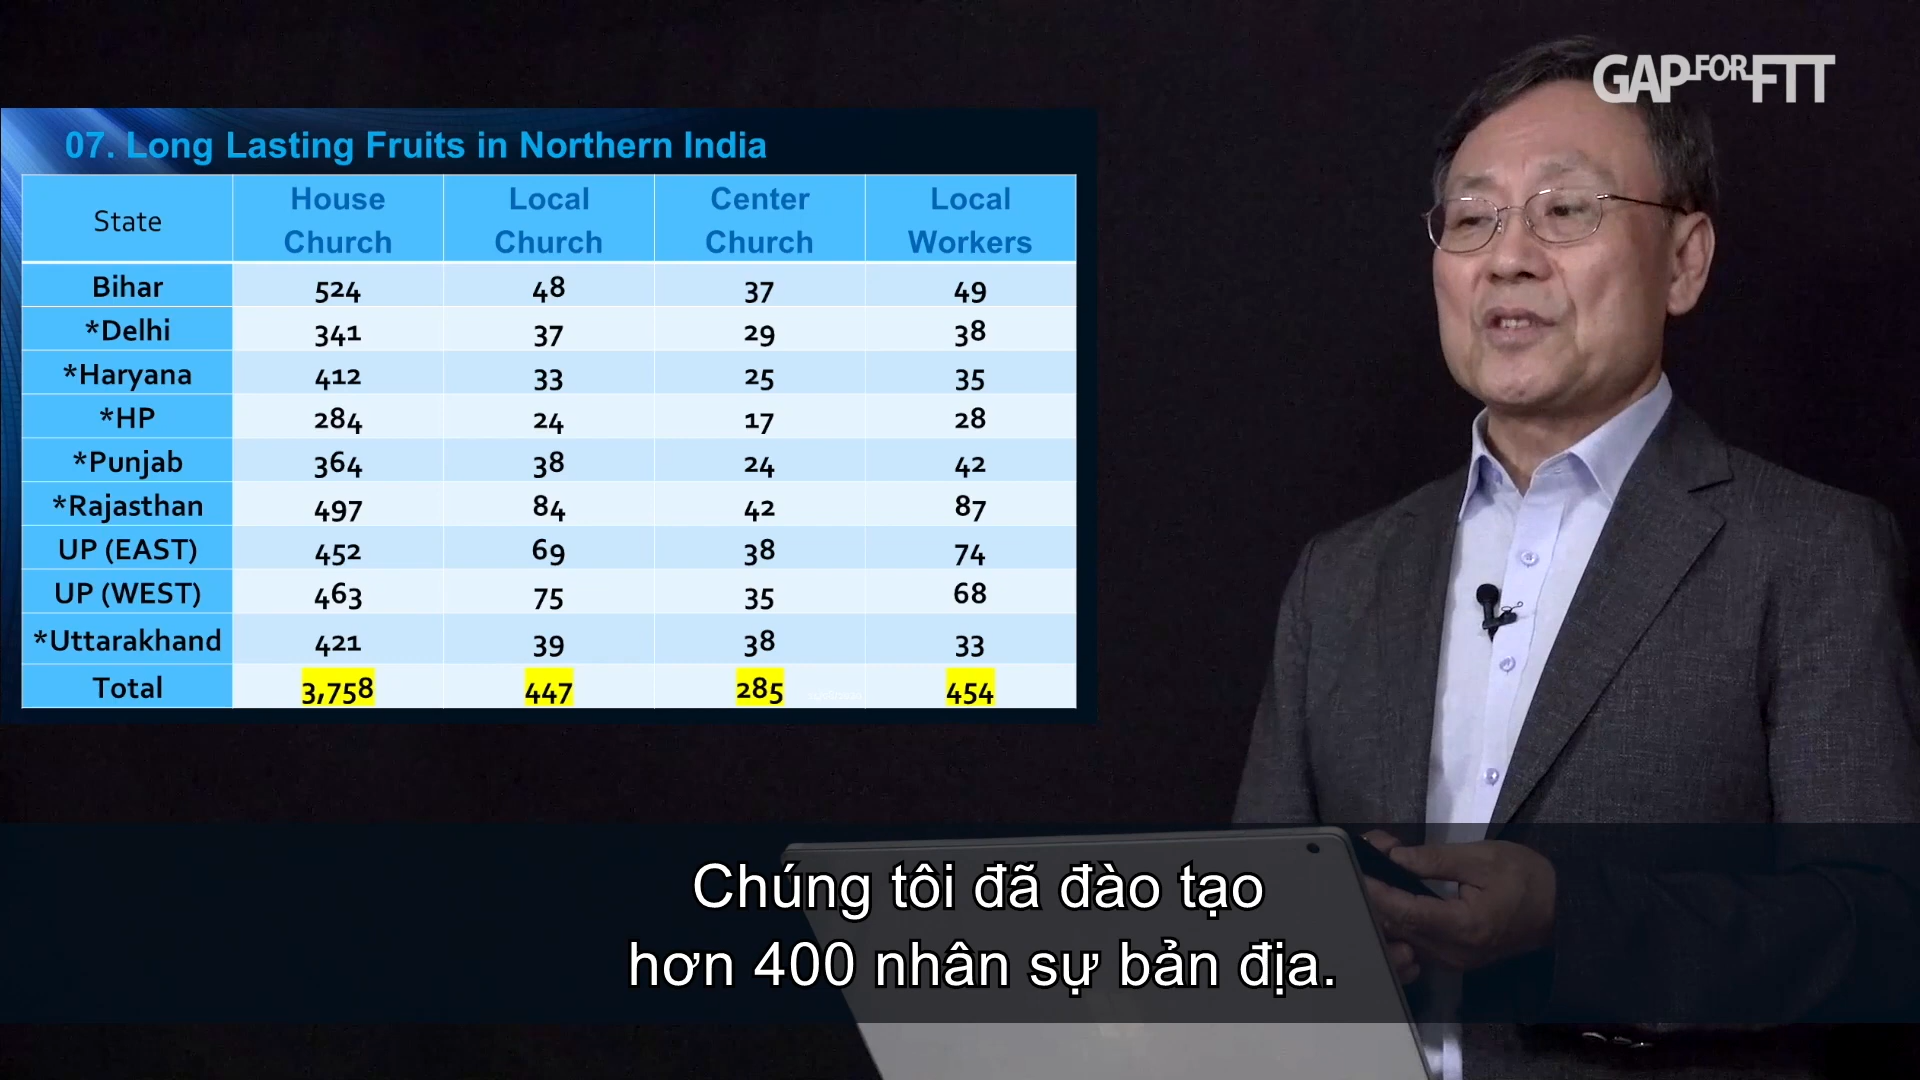 GAP FOR FTT
07. Long Lasting Fruits in Northern India
State House Church Local Church Center Church Local Workers
Bihar 524 48 37 49
*Delhi 341 37 29 38
*Haryana 412 33 25 35
*HP 284 24 17 28
*Punjab 364 38 24 42
*Rajasthan 497 84 42 87
UP (EAST) 452 69 38 74
UP (WEST) 463 75 35 68
*Uttarakhand 421 39 38 33
Total 3,758 447 285 454
Chúng tôi đã đào tạo
hơn 400 nhân sự bản địa.